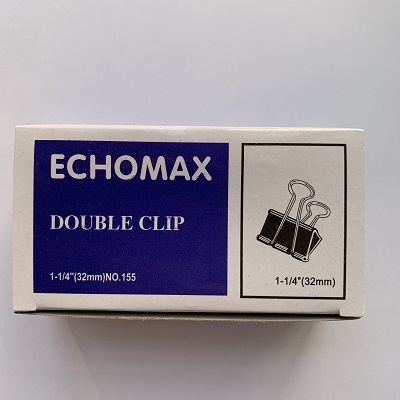 ECHOMAX
DOUBLE CLIP
1-1/4"(32mm)NO.155
1-1/4"(32mm)